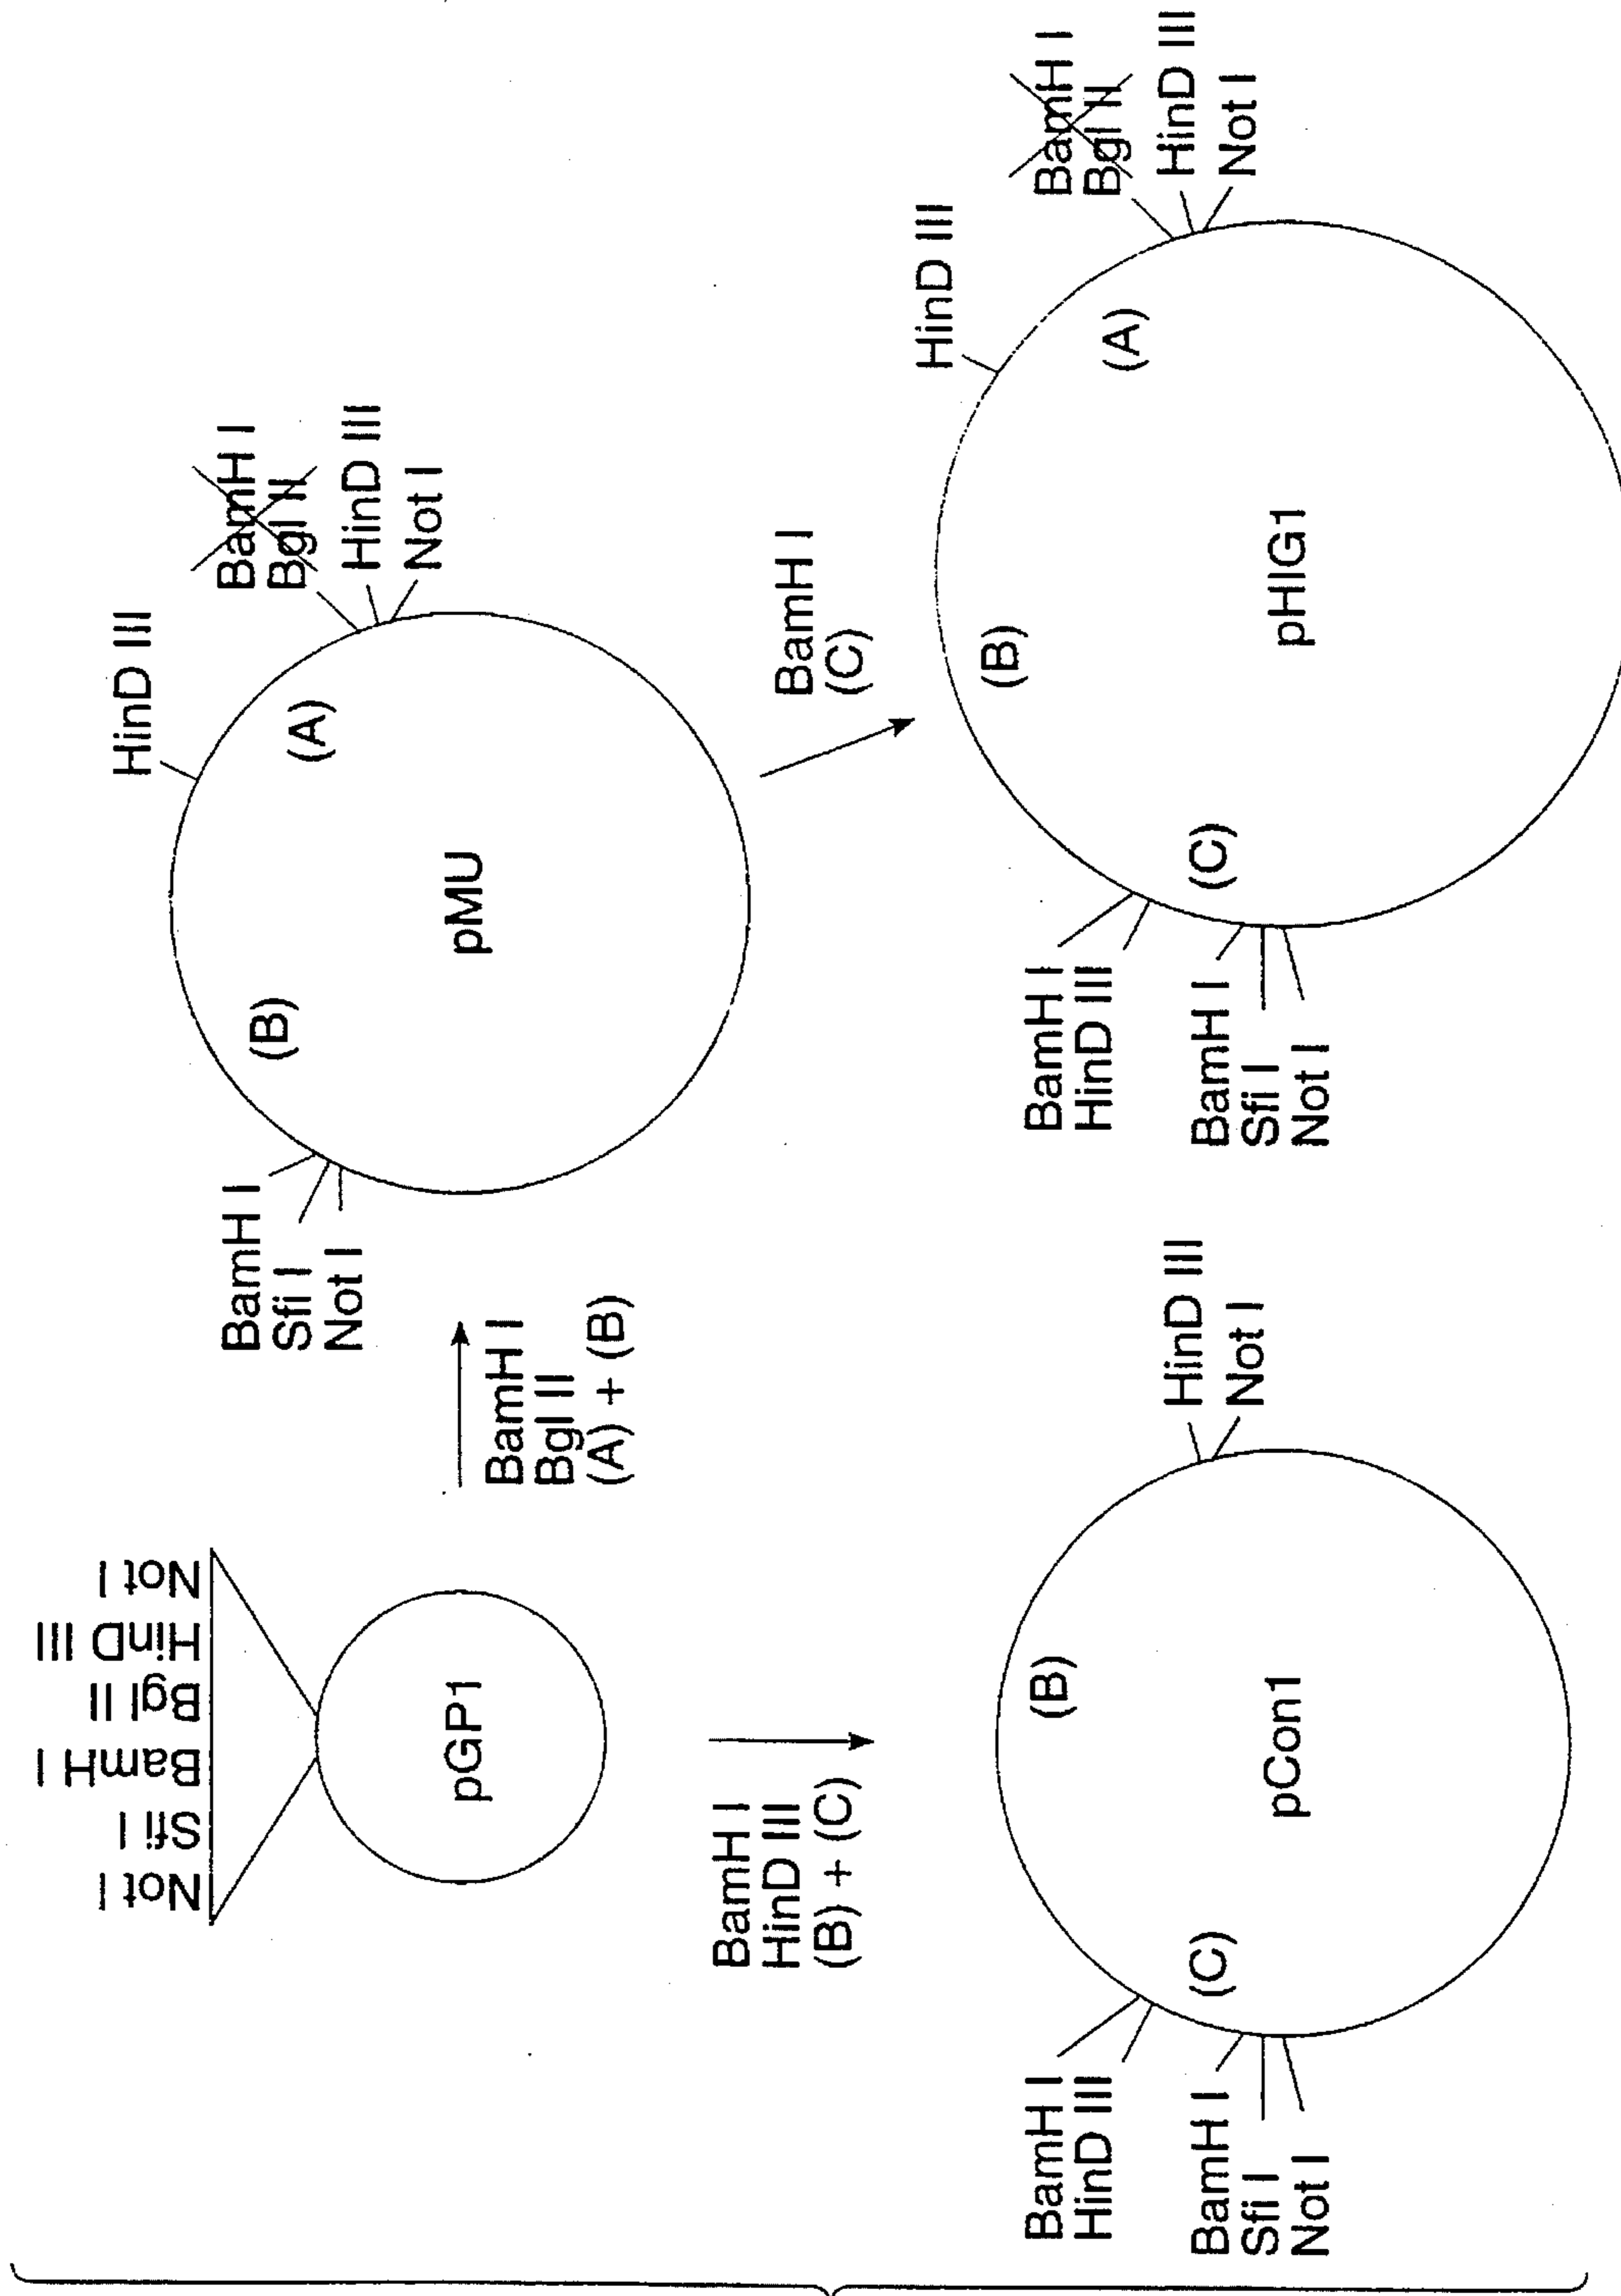 Not I
Sfi I
BamH I
Bgl II
HinD III
Not I
pGP1
BamH I
Bgl II
(A) + (B)
BamH I
Sfi I
Not I
(B)
HinD III
(A)
BamH I
Bgl II
HinD III
Not I
pMU
BamH I
HinD III
(B) + (C)
BamH I
(C)
BamH I
HinD III
BamH I
Sfi I
Not I
(C)
(B)
HinD III
Not I
pCon1
BamH I
HinD III
BamH I
Sfi I
Not I
(C)
(B)
HinD III
(A)
BamH I
Bgl II
HinD III
Not I
pHIG1